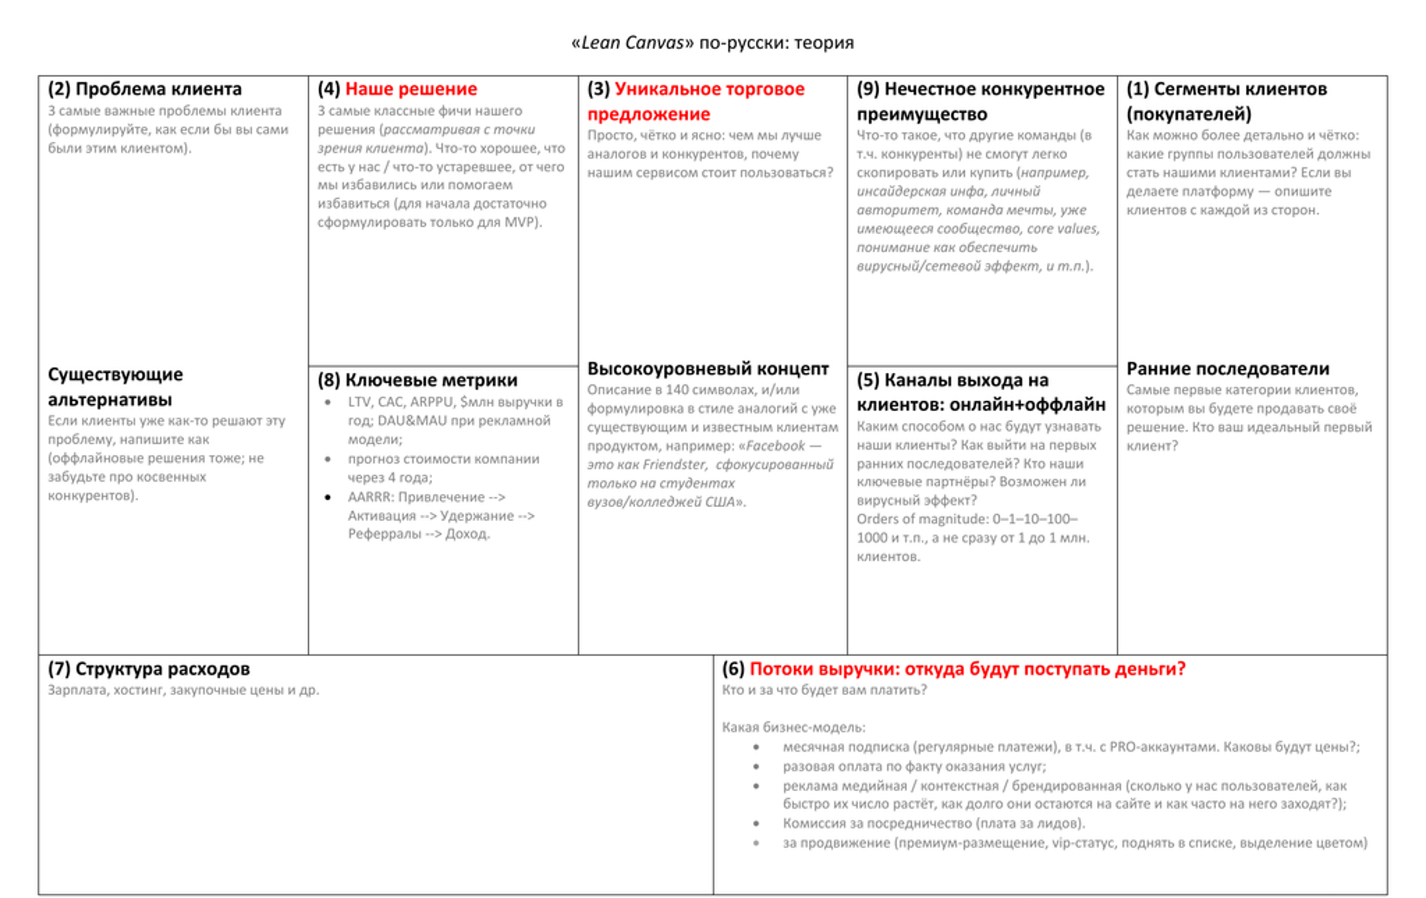 «Lean Canvas» по-русски: теория
(2) Проблема клиента
3 самые важные проблемы клиента
(формулируйте, как если бы вы сами
были этим клиентом).
Существующие
альтернативы
Если клиенты уже как-то решают эту
проблему, напишите как
(оффлайновые решения тоже; не
забудьте про косвенных
конкурентов).
(4) Наше решение
3 самые классные фичи нашего
решения (рассматривая с точки
зрения клиента). Что-то хорошее, что
есть у нас / что-то устаревшее, от чего
мы избавились или помогаем
избавиться (для начала достаточно
сформулировать только для MVP).
(8) Ключевые метрики
• LTV, CAC, ARPPU, $млн выручки в
год; DAU&MAU при рекламной
модели;
• прогноз стоимости компании
через 4 года;
• AARRR: Привлечение -->
Активация --> Удержание -->
Реферралы --> Доход.
(3) Уникальное торговое
предложение
Просто, чётко и ясно: чем мы лучше
аналогов и конкурентов, почему
нашим сервисом стоит пользоваться?
Высокоуровневый концепт
Описание в 140 символах, и/или
формулировка в стиле аналогий с уже
существующим и известным клиентам
продуктом, например: «Facebook —
это как Friendster, сфокусированный
только на студентах
вузов/колледжей США».
(9) Нечестное конкурентное
преимущество
Что-то такое, что другие команды (в
т.ч. конкуренты) не смогут легко
скопировать или купить (например,
инсайдерская инфа, личный
авторитет, команда мечты, уже
имеющееся сообщество, core values,
понимание как обеспечить
вирусный/сетевой эффект, и т.п.).
(5) Каналы выхода на
клиентов: онлайн+оффлайн
Каким способом о нас будут узнавать
наши клиенты? Как выйти на первых
ранних последователей? Кто наши
ключевые партнёры? Возможен ли
вирусный эффект?
Orders of magnitude: 0–1–10–100–
1000 и т.п., а не сразу от 1 до 1 млн.
клиентов.
(1) Сегменты клиентов
(покупателей)
Как можно более детально и чётко:
какие группы пользователей должны
стать нашими клиентами? Если вы
делаете платформу — опишите
клиентов с каждой из сторон.
Ранние последователи
Самые первые категории клиентов,
которым вы будете продавать своё
решение. Кто ваш идеальный первый
клиент?
(7) Структура расходов
Зарплата, хостинг, закупочные цены и др.
(6) Потоки выручки: откуда будут поступать деньги?
Кто и за что будет вам платить?
Какая бизнес-модель:
• месячная подписка (регулярные платежи), в т.ч. с PRO-аккаунтами. Каковы будут цены?;
• разовая оплата по факту оказания услуг;
• реклама медийная / контекстная / брендированная (сколько у нас пользователей, как
быстро их число растёт, как долго они остаются на сайте и как часто на него заходят?);
• Комиссия за посредничество (плата за лидов).
• за продвижение (премиум-размещение, vip-статус, поднять в списке, выделение цветом)